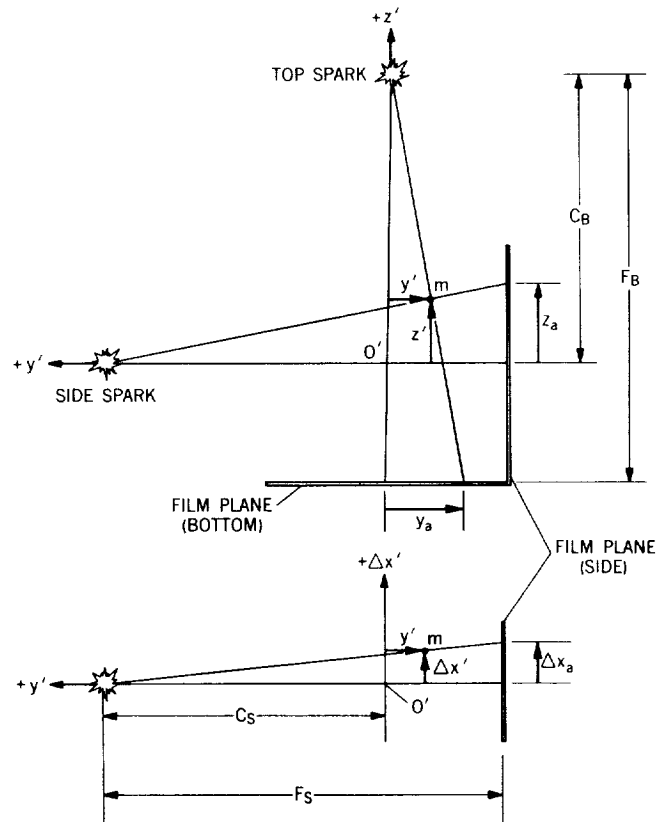 +z'
TOP SPARK
C_B
F_B
y' m
z_a
z'
O'
+y'
SIDE SPARK
FILM PLANE
(BOTTOM)
y_a
FILM PLANE
(SIDE)
+Δx'
y' m
Δx'
Δx_a
+y'
O'
C_S
F_S